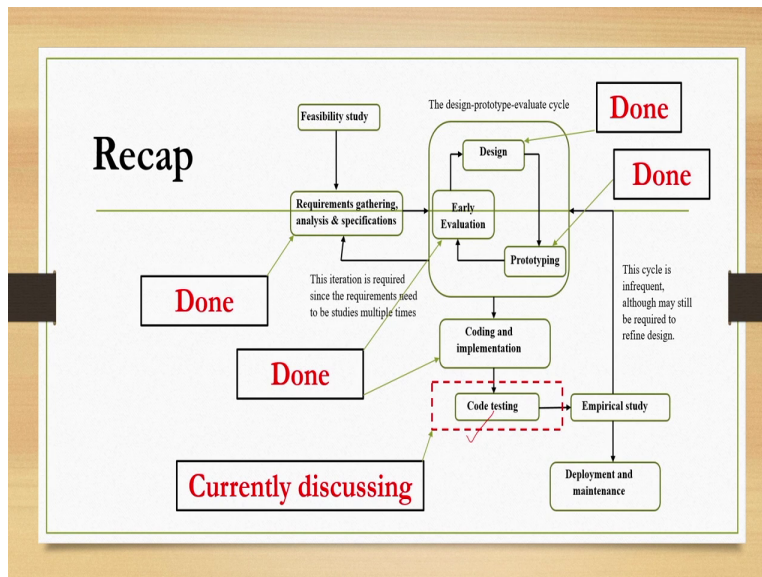 Recap
The design-prototype-evaluate cycle
Done
Feasibility study
Design
Done
Requirements gathering,
analysis & specifications
Early
Evaluation
Prototyping
This iteration is required
since the requirements need
to be studies multiple times
This cycle is
infrequent,
although may still
be required to
refine design.
Done
Coding and
implementation
Done
Code testing
Empirical study
Currently discussing
Deployment and
maintenance